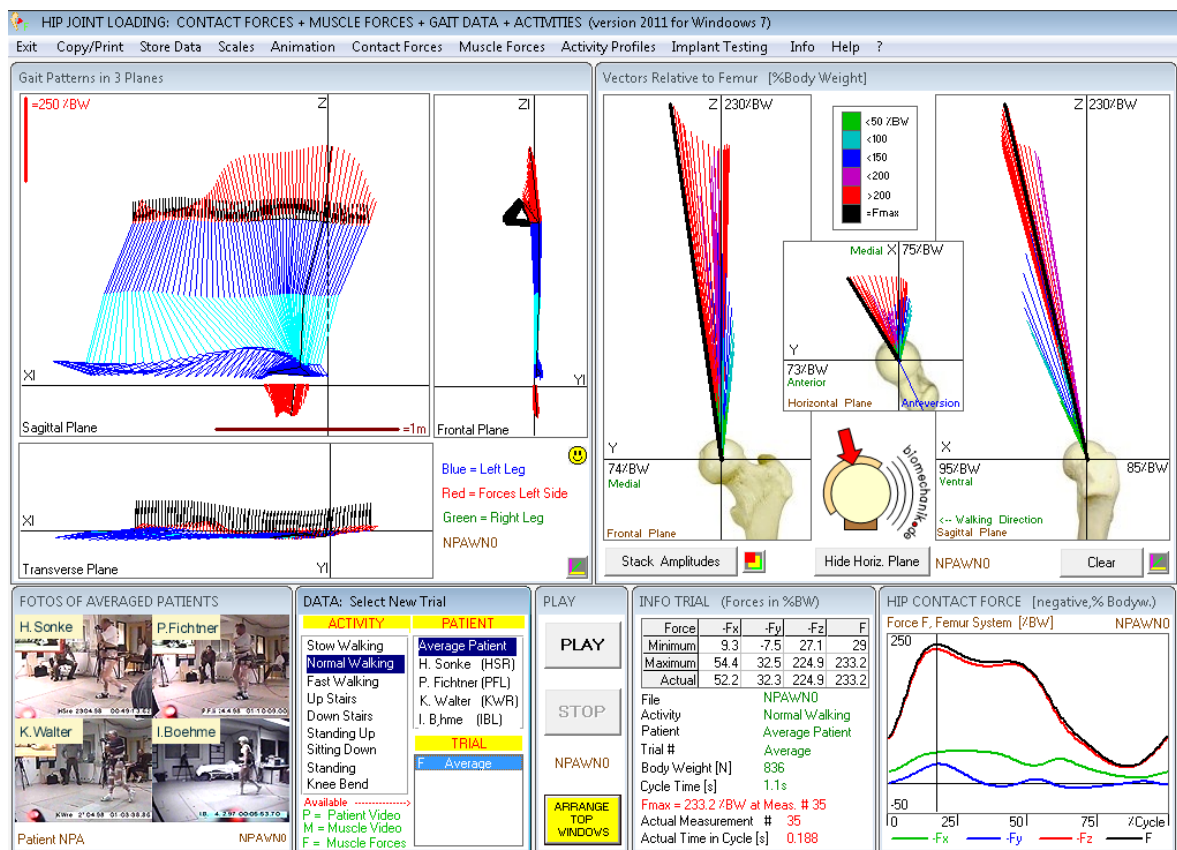 HIP JOINT LOADING: CONTACT FORCES + MUSCLE FORCES + GAIT DATA + ACTIVITIES (version 2011 for Windoows 7)
Exit Copy/Print Store Data Scales Animation Contact Forces Muscle Forces Activity Profiles Implant Testing Info Help ?
Gait Patterns in 3 Planes
=250 %BW
Z
XI
Sagittal Plane
=1m
ZI
YI
Frontal Plane
XI
YI
Transverse Plane
Blue = Left Leg
Red = Forces Left Side
Green = Right Leg
NPAWN0
Vectors Relative to Femur [%Body Weight]
Z 230%BW
Y
74%BW
Medial
Frontal Plane
<50 %BW
<100
<150
<200
>200
=Fmax
Medial X 75%BW
Y
73%BW
Anterior
Horizontal Plane
Anteversion
biomechanik.de
Z 230%BW
X
95%BW
85%BW
Ventral
<-- Walking Direction
Sagittal Plane
Stack Amplitudes
Hide Horiz. Plane
NPAWN0
Clear
FOTOS OF AVERAGED PATIENTS
H.Sonke
P.Fichtner
K.Walter
I.Boehme
Patient NPA
NPAWN0
DATA: Select New Trial
ACTIVITY
Stow Walking
Normal Walking
Fast Walking
Up Stairs
Down Stairs
Standing Up
Sitting Down
Standing
Knee Bend
Available ------------->
P = Patient Video
M = Muscle Video
F = Muscle Forces
PATIENT
Average Patient
H. Sonke (HSR)
P. Fichtner (PFL)
K. Walter (KWR)
I. B,hme (IBL)
TRIAL
F Average
PLAY
PLAY
STOP
NPAWN0
ARRANGE
TOP
WINDOWS
INFO TRIAL (Forces in %BW)
Force -Fx -Fy -Fz F
Minimum 9.3 -7.5 27.1 29
Maximum 54.4 32.5 224.9 233.2
Actual 52.2 32.3 224.9 233.2
File NPAWN0
Activity Normal Walking
Patient Average Patient
Trial # Average
Body Weight [N] 836
Cycle Time [s] 1.1s
Fmax = 233.2 %BW at Meas. # 35
Actual Measurement # 35
Actual Time in Cycle [s] 0.188
HIP CONTACT FORCE [negative,% Bodyw.)
Force F, Femur System [%BW] NPAWN0
250
-50
0 25 50 75 %Cycle
-Fx -Fy -Fz F